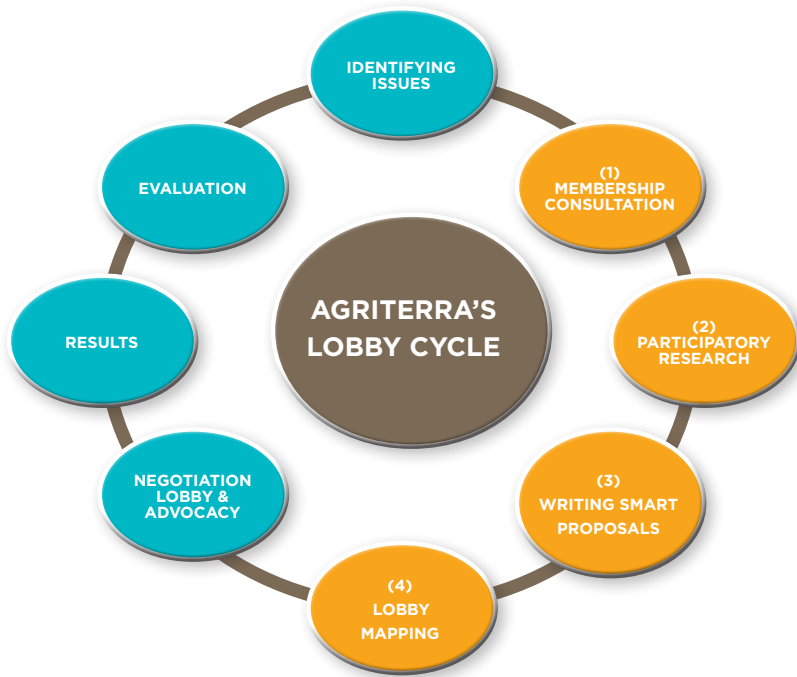 IDENTIFYING
ISSUES
(1)
MEMBERSHIP
CONSULTATION
(2)
PARTICIPATORY
RESEARCH
(3)
WRITING SMART
PROPOSALS
(4)
LOBBY
MAPPING
NEGOTIATION
LOBBY &
ADVOCACY
RESULTS
EVALUATION
AGRITERRA’S
LOBBY CYCLE